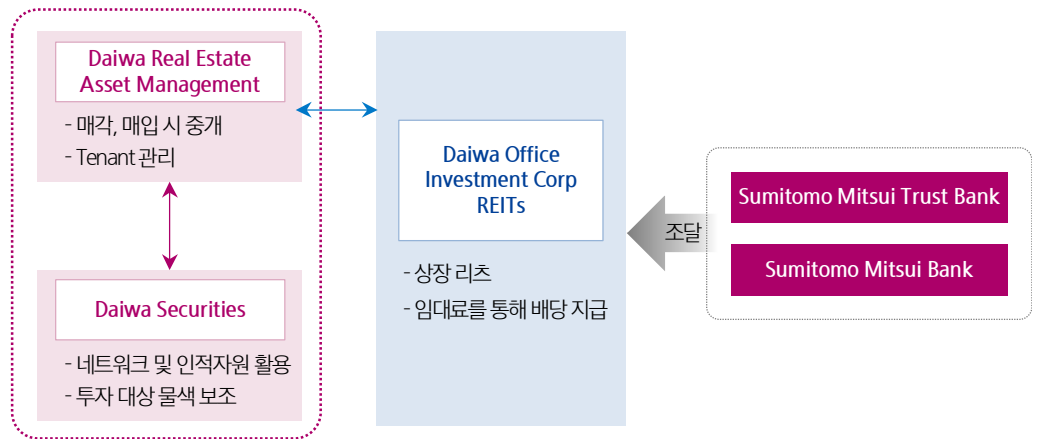 Daiwa Real Estate
Asset Management
- 매각, 매입 시 중개
- Tenant 관리
Daiwa Securities
- 네트워크 및 인적자원 활용
- 투자 대상 물색 보조
Daiwa Office
Investment Corp
REITs
- 상장 리츠
- 임대료를 통해 배당 지급
조달
Sumitomo Mitsui Trust Bank
Sumitomo Mitsui Bank